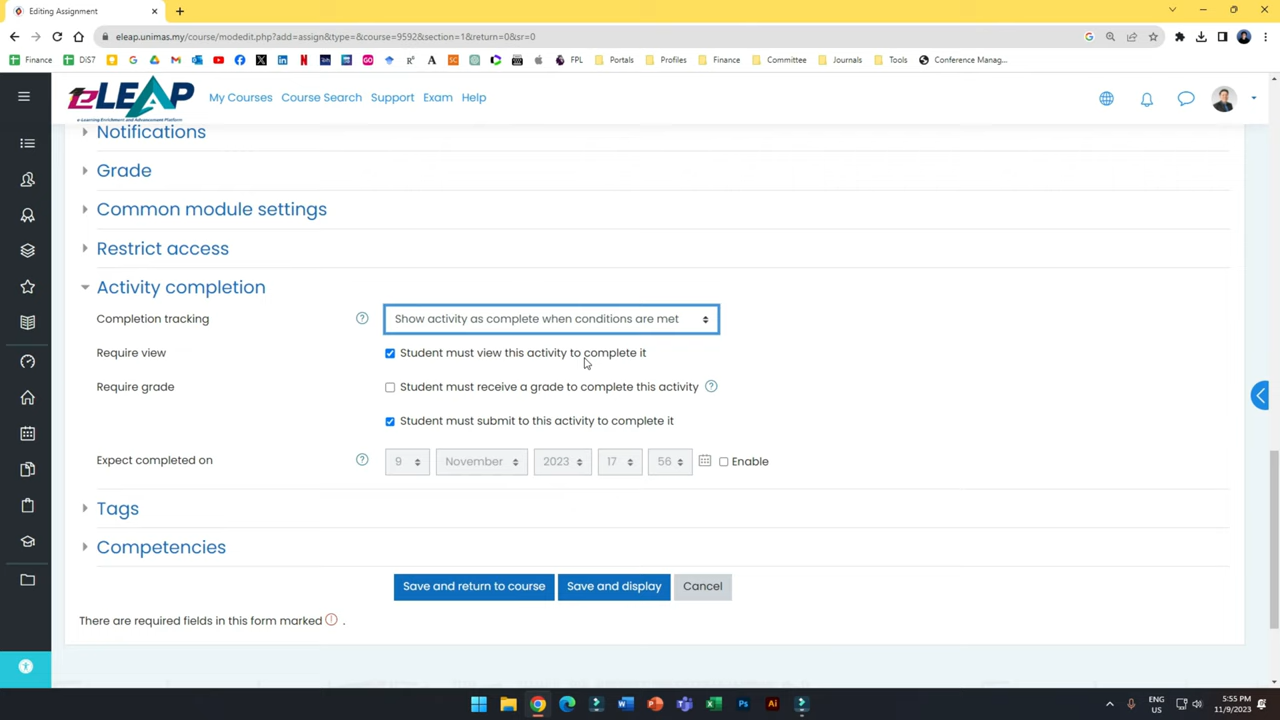 Editing Assignment
eleap.unimas.my/course/modedit.php?add=assign&type=&course=9592&section=1&return=0&sr=0
Finance DiS7 FPL Portals Profiles Finance Committee Journals Tools Conference Manag...
eLEAP My Courses Course Search Support Exam Help
e-Learning Enrichment and Advancement Platform
Notifications
Grade
Common module settings
Restrict access
Activity completion
Completion tracking Show activity as complete when conditions are met
Require view Student must view this activity to complete it
Require grade Student must receive a grade to complete this activity
Student must submit to this activity to complete it
Expect completed on 9 November 2023 17 56 Enable
Tags
Competencies
Save and return to course Save and display Cancel
There are required fields in this form marked .
ENG
US
5:55 PM
11/9/2023